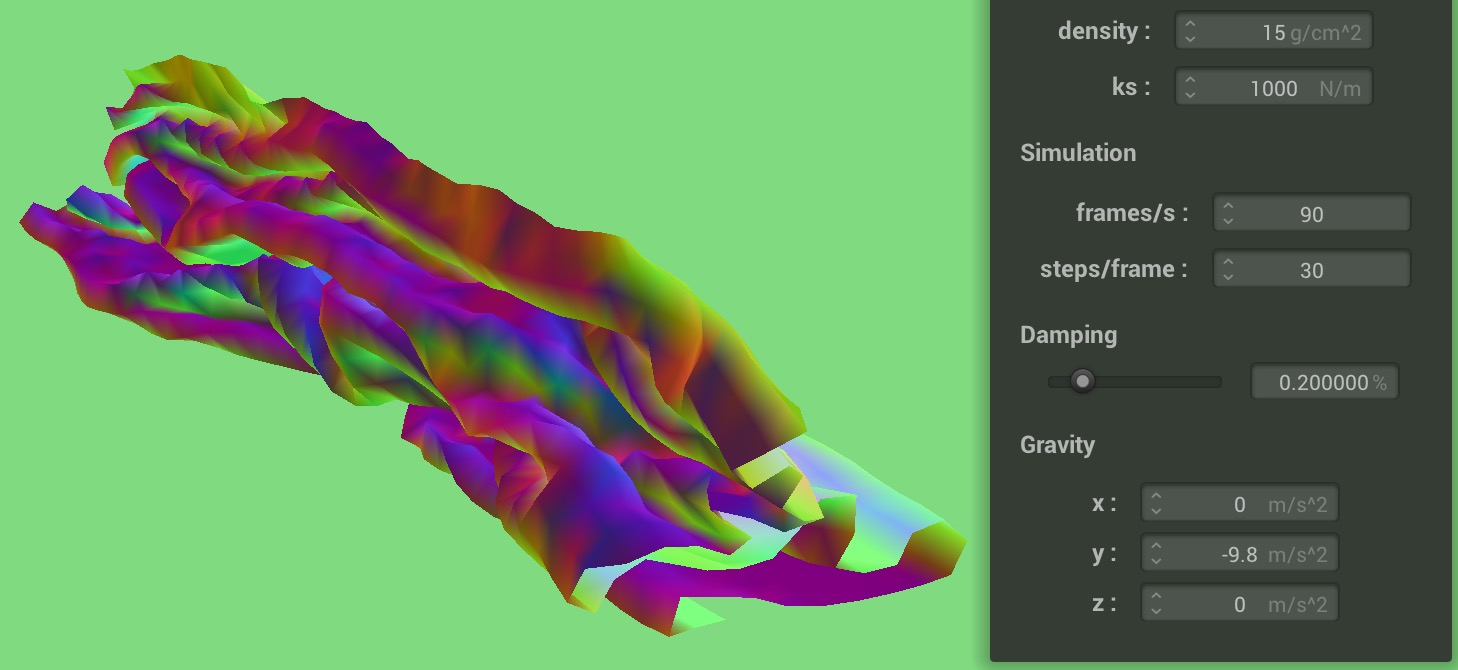 density : 15 g/cm^2
ks : 1000 N/m
Simulation
frames/s : 90
steps/frame : 30
Damping
0.200000 %
Gravity
x : 0 m/s^2
y : -9.8 m/s^2
z : 0 m/s^2